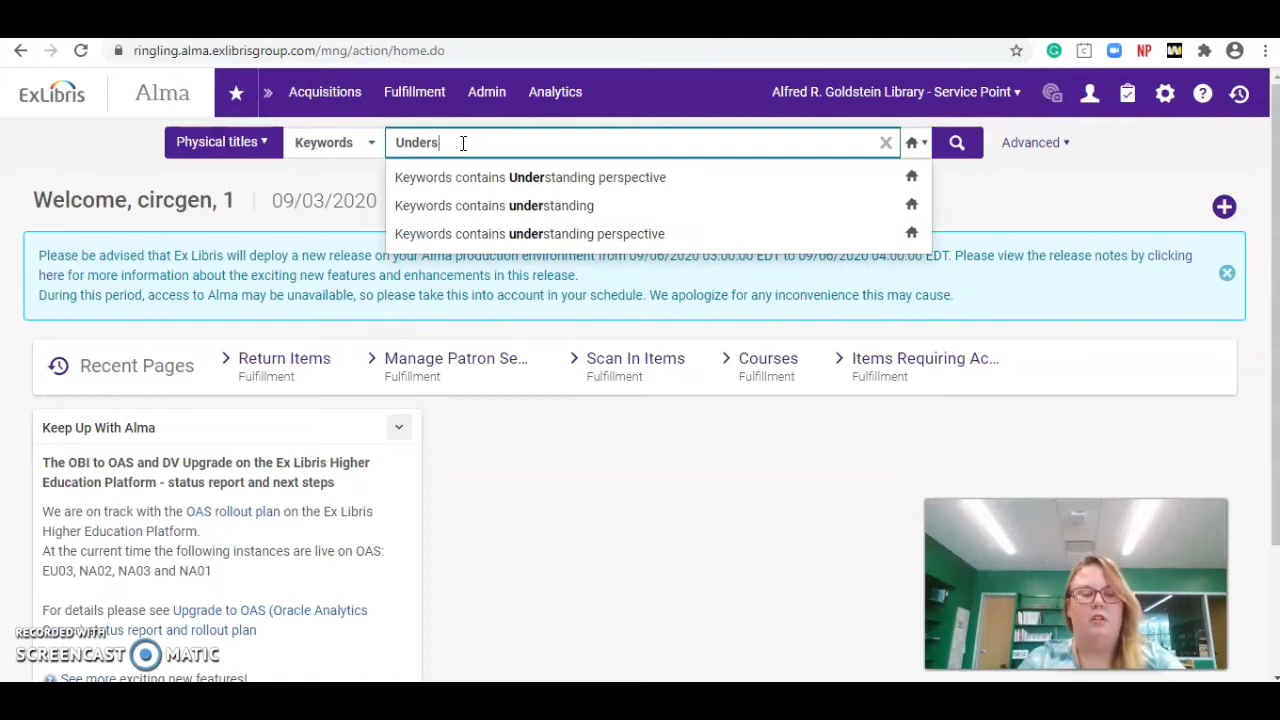 ringling.alma.exlibrisgroup.com/mng/action/home.do
NP
ExLibris
Alma
Acquisitions
Fulfillment
Admin
Analytics
Alfred R. Goldstein Library - Service Point
Physical titles
Keywords
Unders
Advanced
Keywords contains Understanding perspective
Keywords contains understanding
Keywords contains understanding perspective
Welcome, circgen, 1
09/03/2020
Please be advised that Ex Libris will deploy a new release on your Alma production environment from 09/06/2020 03:00:00 EDT to 09/06/2020 04:00:00 EDT. Please view the release notes by clicking
here for more information about the exciting new features and enhancements in this release.
During this period, access to Alma may be unavailable, so please take this into account in your schedule. We apologize for any inconvenience this may cause.
Recent Pages
Return Items
Fulfillment
Manage Patron Se...
Fulfillment
Scan In Items
Fulfillment
Courses
Fulfillment
Items Requiring Ac...
Fulfillment
Keep Up With Alma
The OBI to OAS and DV Upgrade on the Ex Libris Higher
Education Platform - status report and next steps
We are on track with the OAS rollout plan on the Ex Libris
Higher Education Platform.
At the current time the following instances are live on OAS:
EU03, NA02, NA03 and NA01
For details please see Upgrade to OAS (Oracle Analytics
status report and rollout plan
RECORDED WITH
SCREENCAST MATIC
See more exciting new features!